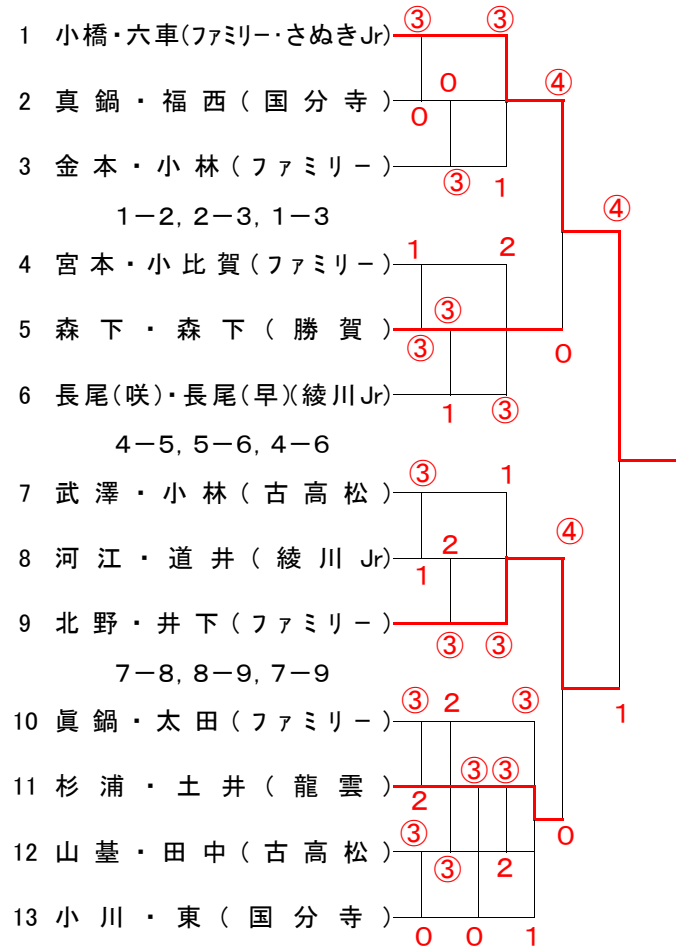 1 小橋・六車(ファミリー・さぬきJr) ③ ③
④
2 真鍋・福西(国分寺) 0 0
3 金本・小林(ファミリー) ③ 1
④
1－2, 2－3, 1－3
4 宮本・小比賀(ファミリー) 1 2
5 森下・森下(勝賀) ③ ③ 0
6 長尾(咲)・長尾(早)(綾川Jr) 1 ③
4－5, 5－6, 4－6
7 武澤・小林(古高松) ③ 1
④
8 河江・道井(綾川Jr) 1 2
9 北野・井下(ファミリー) ③ ③
7－8, 8－9, 7－9
1
10 眞鍋・太田(ファミリー) ③ 2 ③
11 杉浦・土井(龍雲) 2 ③ ③
0
12 山基・田中(古高松) ③ ③ 2
13 小川・東(国分寺) 0 0 1